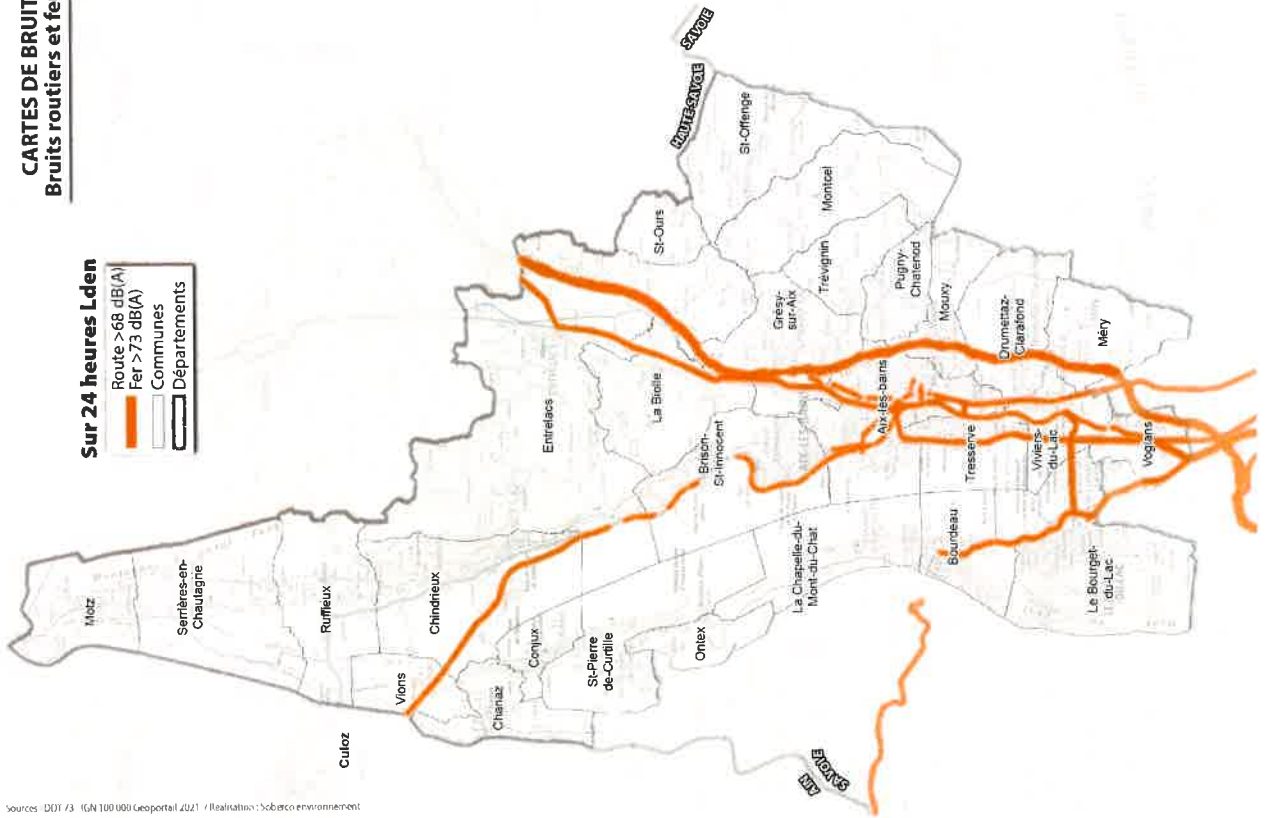 CARTES DE BRUIT
Bruits routiers et fe
Sur 24 heures Lden
Route >68 dB(A)
Fer >73 dB(A)
Communes
Départements
SAVOIE
HAUTE-SAVOIE
St-Offenge
Montcel
St-Ours
Trévignin
Pugny-
Chatenod
Grésy-
sur-Aix
Mouxy
Drumettaz-
Clarafond
Méry
Entrelacs
La Biolle
Brison-
St-Innocent
Aix-les-bains
Tresserve
Viviers-
du-Lac
Voglans
Motz
Serrières-en-
Chautagne
Ruffieux
Chindrieux
Vions
Culoz
Chanaz
Conjux
St-Pierre
de-Curtille
Ontex
La Chapelle-du-
Mont-du-Chat
Bourdeau
Le Bourget-
du-Lac
AIN
SAVOIE
Sources : DDT 73 IGN 100 000 Geoportail 2021 / Réalisation : Soberco environnement